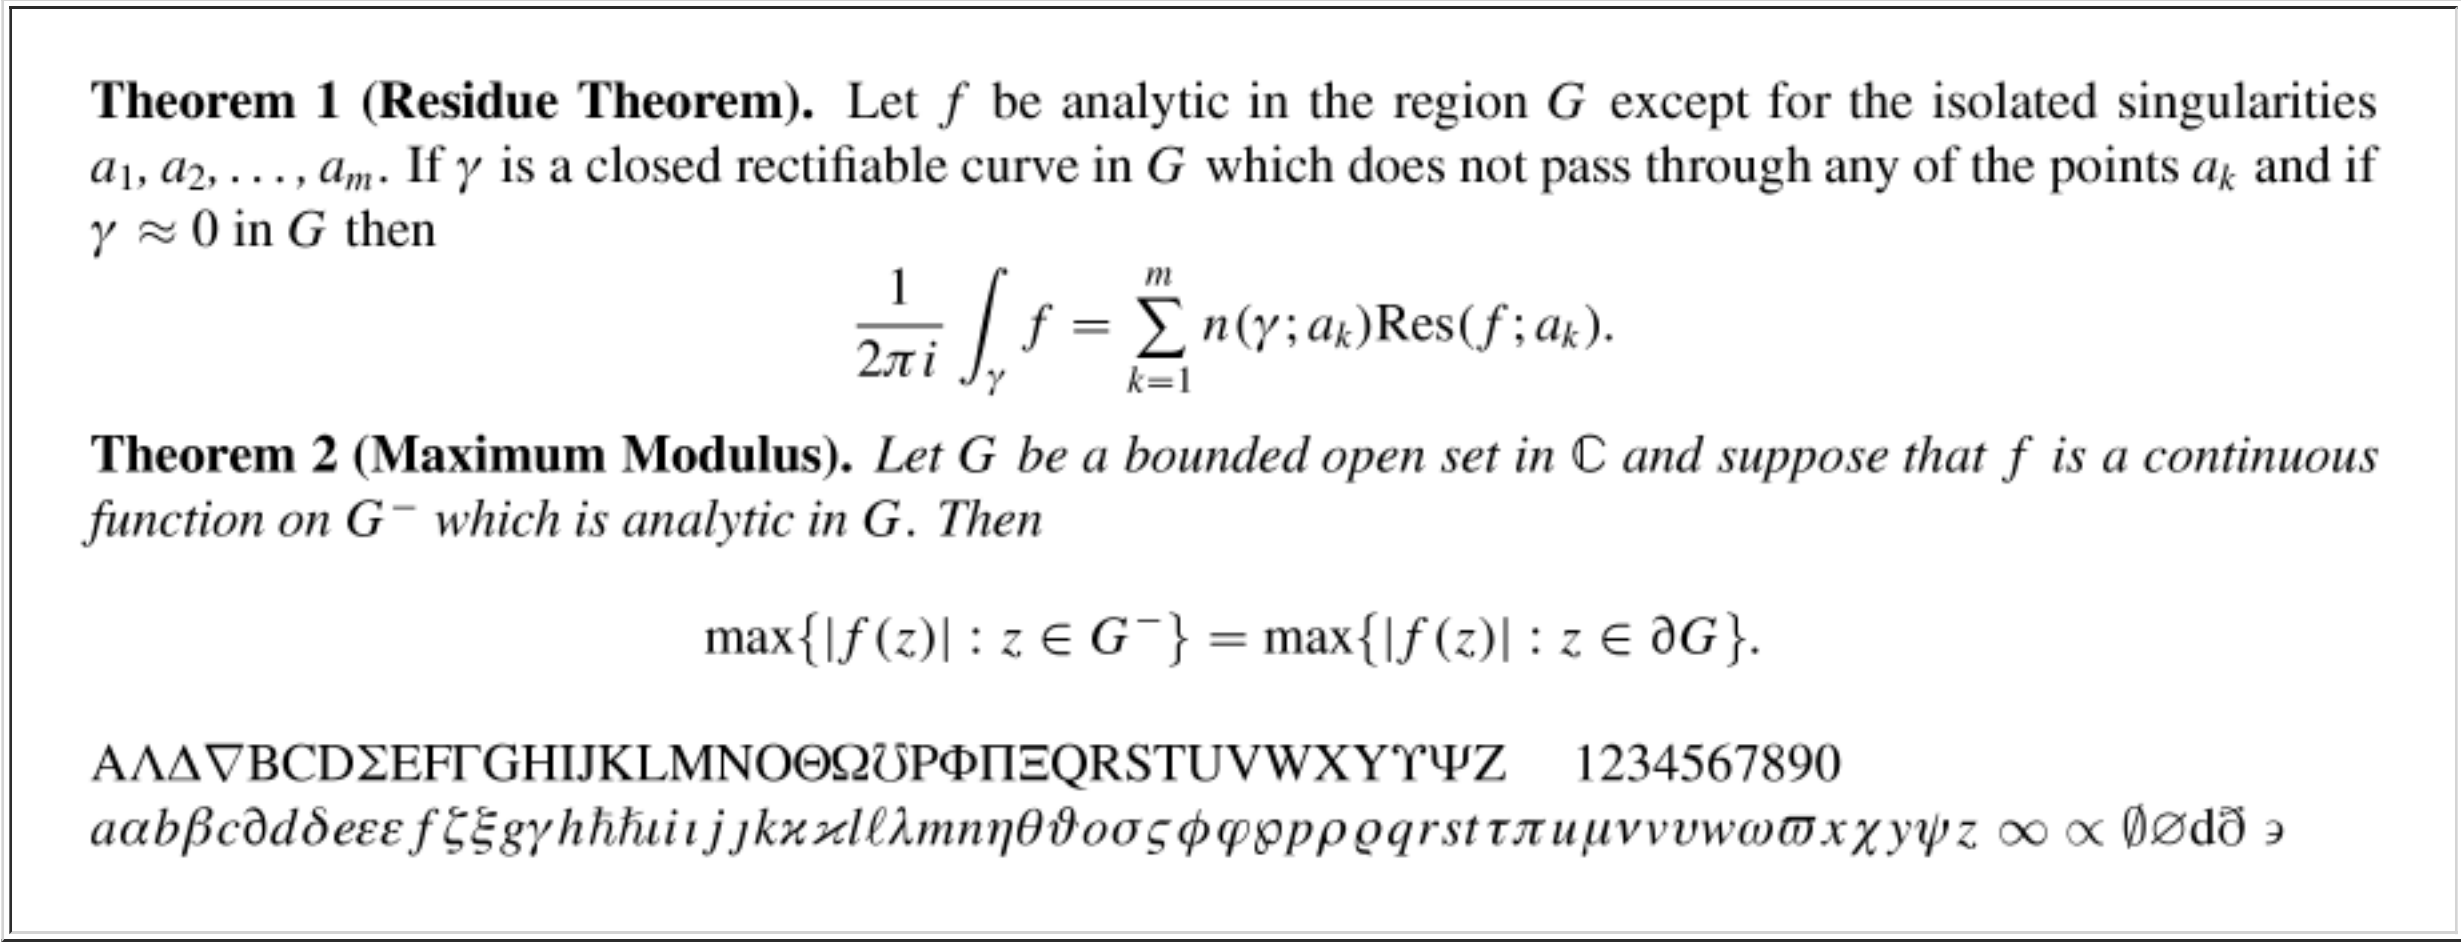 Theorem 1 (Residue Theorem). Let f be analytic in the region G except for the isolated singularities
a₁, a₂, . . . , aₘ. If γ is a closed rectifiable curve in G which does not pass through any of the points aₖ and if
γ ≈ 0 in G then
1/2πi ∫_γ f = ∑_{k=1}^{m} n(γ; aₖ)Res(f; aₖ).
Theorem 2 (Maximum Modulus). Let G be a bounded open set in ℂ and suppose that f is a continuous
function on G⁻ which is analytic in G. Then
max{|f(z)| : z ∈ G⁻} = max{|f(z)| : z ∈ ∂G}.
AΛΔ∇BCDΣEFΓGHIJKLMNOΘΩ℧PΦΠΞQRSTUVWXYϒΨZ 1234567890
aαbβc∂dδeεεfζξgγhℏℏιiıjȷkϰϰlℓλmnηθϑoσςϕφ℘pρϱqrstτπuμνvυwωϖxχyψz ∞ ∝ ∅∅dð ϶